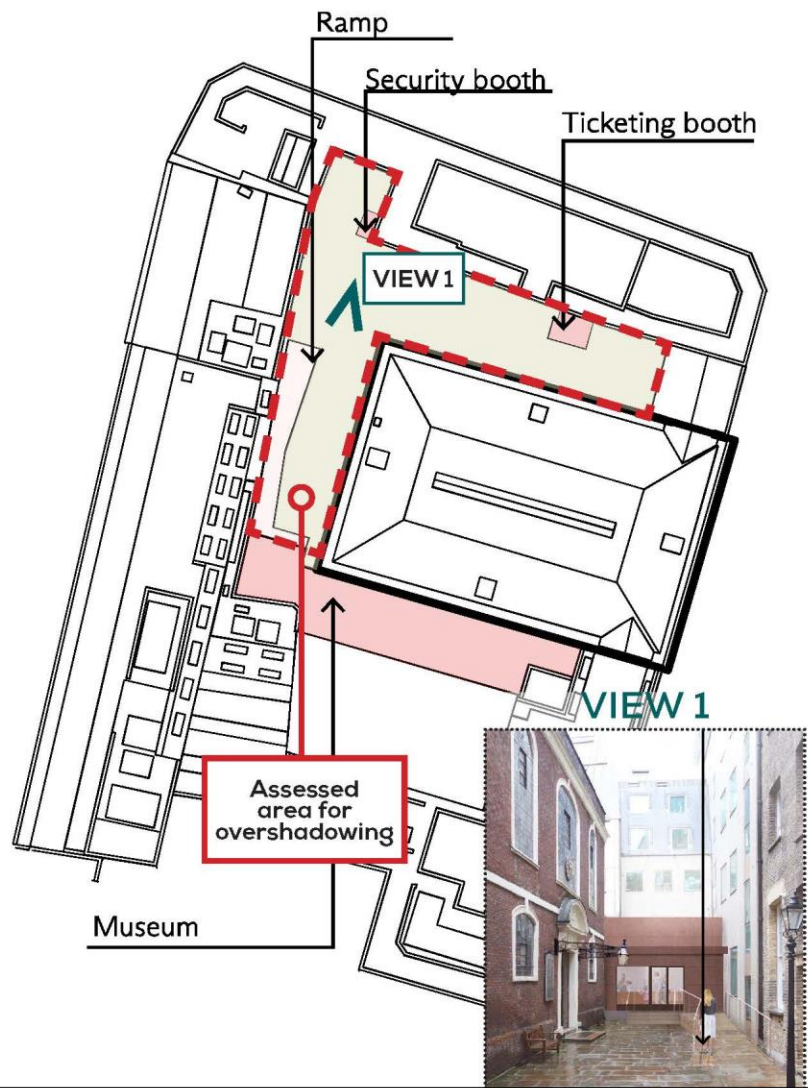 Ramp
Security booth
Ticketing booth
VIEW 1
VIEW 1
Assessed
area for
overshadowing
Museum